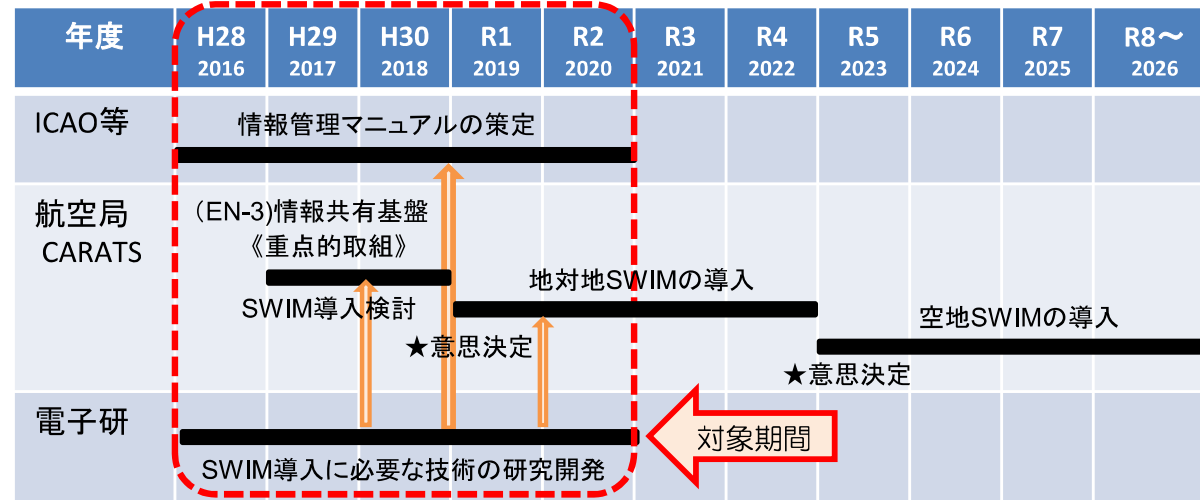 年度 H28 H29 H30 R1 R2 R3 R4 R5 R6 R7 R8～
2016 2017 2018 2019 2020 2021 2022 2023 2024 2025 2026
ICAO等
情報管理マニュアルの策定
航空局
CARATS
（EN-3)情報共有基盤
《重点的取組》
SWIM導入検討
地対地SWIMの導入
★意思決定
空地SWIMの導入
★意思決定
電子研
SWIM導入に必要な技術の研究開発
対象期間